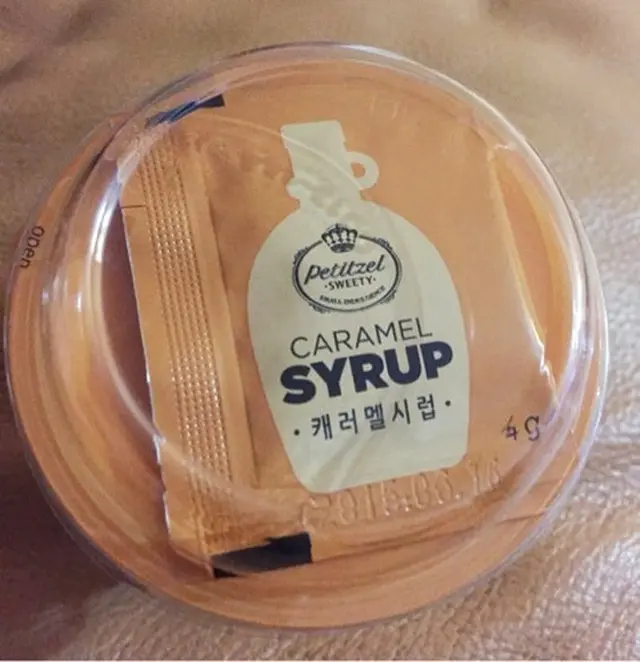 open
Petitzel
·SWEETY·
CARAMEL
SYRUP
· 캐러멜시럽 ·
4g